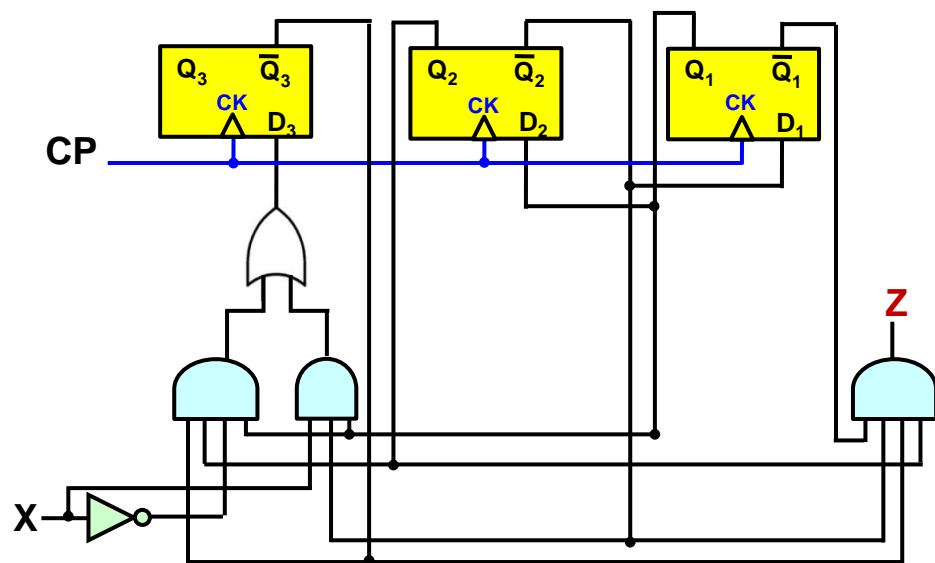 Q₃ Q̅₃
CK
D₃
Q₂ Q̅₂
CK
D₂
Q₁ Q̅₁
CK
D₁
CP
Z
X